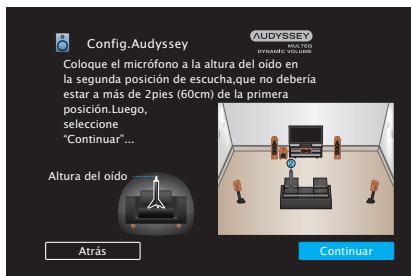 Config.Audyssey
AUDYSSEY
MULTEQ
DYNAMIC VOLUME
Coloque el micrófono a la altura del oído en
la segunda posición de escucha,que no debería
estar a más de 2pies (60cm) de la primera
posición.Luego,
seleccione
“Continuar”...
Altura del oído
2
Atrás
Continuar